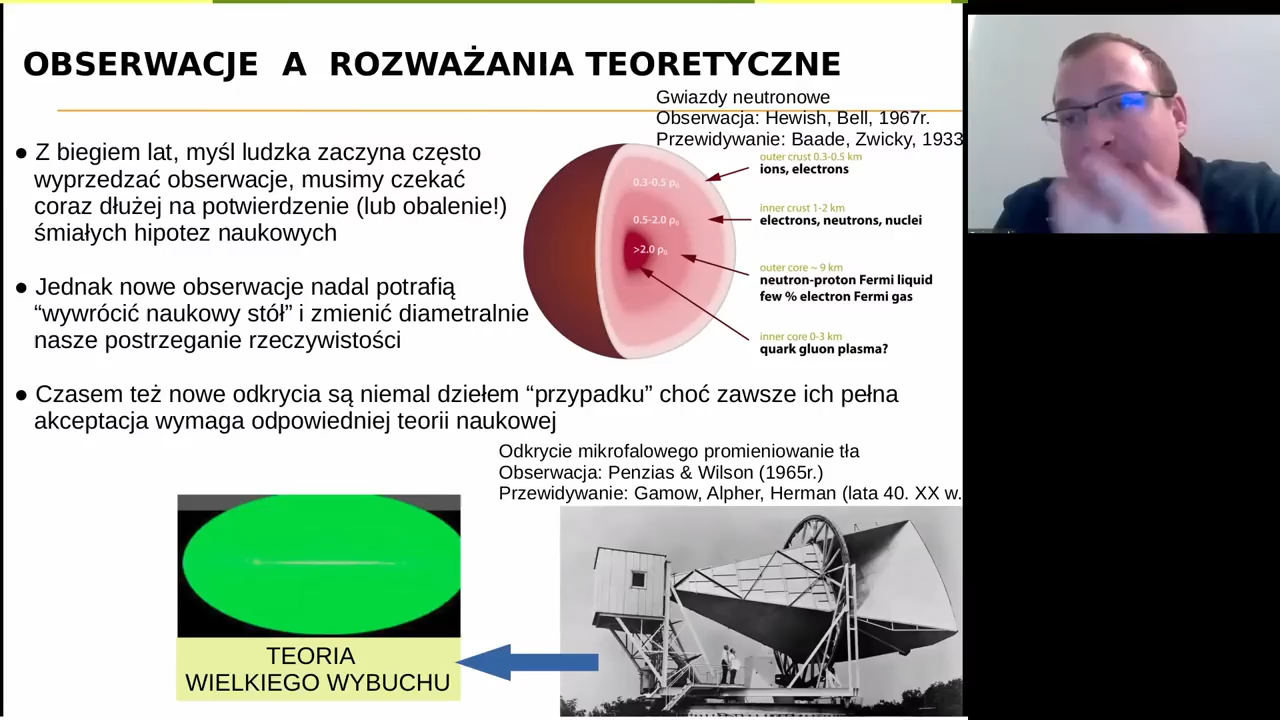 OBSERWACJE A ROZWAŻANIA TEORETYCZNE
Gwiazdy neutronowe
Obserwacja: Hewish, Bell, 1967r.
Przewidywanie: Baade, Zwicky, 1933
● Z biegiem lat, myśl ludzka zaczyna często
wyprzedzać obserwacje, musimy czekać
coraz dłużej na potwierdzenie (lub obalenie!)
śmiałych hipotez naukowych
● Jednak nowe obserwacje nadal potrafią
“wywrócić naukowy stół” i zmienić diametralnie
nasze postrzeganie rzeczywistości
outer crust 0.3-0.5 km
ions, electrons
inner crust 1-2 km
electrons, neutrons, nuclei
outer core ~ 9 km
neutron-proton Fermi liquid
few % electron Fermi gas
inner core 0-3 km
quark gluon plasma?
0.3-0.5 ρ₀
0.5-2.0 ρ₀
>2.0 ρ₀
● Czasem też nowe odkrycia są niemal dziełem “przypadku” choć zawsze ich pełna
akceptacja wymaga odpowiedniej teorii naukowej
Odkrycie mikrofalowego promieniowanie tła
Obserwacja: Penzias & Wilson (1965r.)
Przewidywanie: Gamow, Alpher, Herman (lata 40. XX w.
TEORIA
WIELKIEGO WYBUCHU